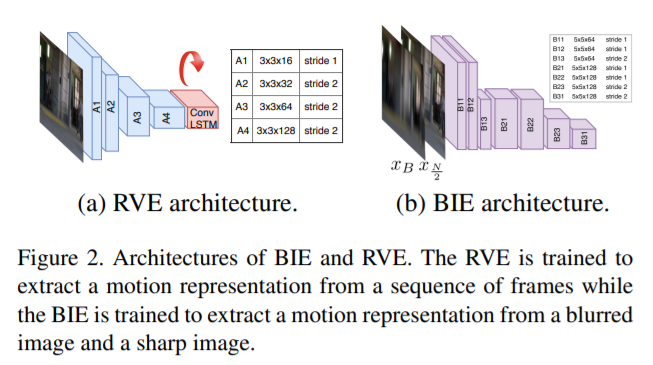 A1
A2
A3
A4
Conv
LSTM
A1 3x3x16 stride 1
A2 3x3x32 stride 2
A3 3x3x64 stride 2
A4 3x3x128 stride 2
B11
B12
B13
B21
B22
B23
B31
B11 5x5x64 stride 1
B12 5x5x64 stride 1
B13 5x5x64 stride 2
B21 5x5x128 stride 1
B22 5x5x128 stride 1
B23 5x5x128 stride 2
B31 5x5x128 stride 2
x_B x_{N/2}
(a) RVE architecture.
(b) BIE architecture.
Figure 2. Architectures of BIE and RVE. The RVE is trained to
extract a motion representation from a sequence of frames while
the BIE is trained to extract a motion representation from a blurred
image and a sharp image.